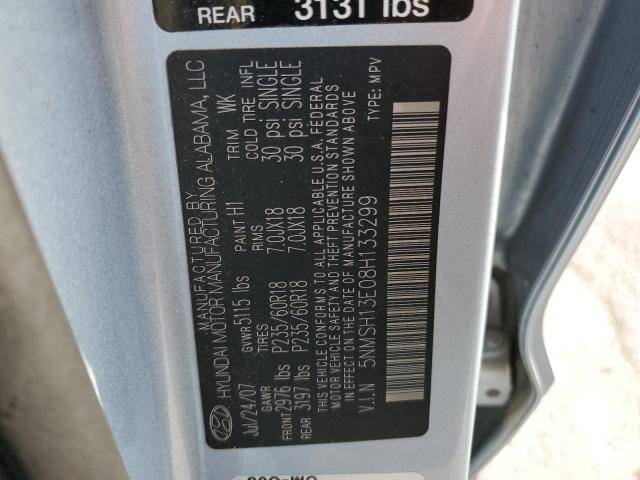 REAR 3131 lbs
MANUFACTURED BY
HYUNDAI MOTOR MANUFACTURING ALABAMA, LLC
Jul/24/07 GVWR 5115 lbs PAINT H1 TRIM WK
GAWR TIRES RIMS COLD TIRE INFL
FRONT 2976 lbs P235/60R18 7.0JX18 30 psi SINGLE
REAR 3197 lbs P235/60R18 7.0JX18 30 psi SINGLE
THIS VEHICLE CONFORMS TO ALL APPLICABLE U.S.A. FEDERAL
MOTOR VEHICLE SAFETY AND THEFT PREVENTION STANDARDS
IN EFFECT ON THE DATE OF MANUFACTURE SHOWN ABOVE.
V.I.N 5NMSH13E08H133299 TYPE: MPV